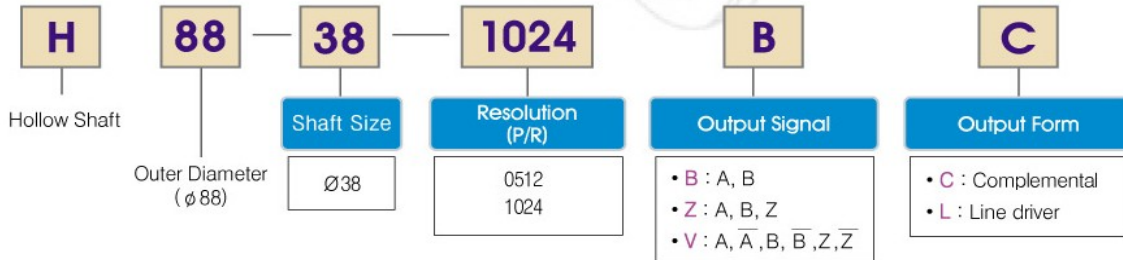 H 88 — 38 — 1024 B C
Hollow Shaft
Outer Diameter
(ϕ88)
Shaft Size
Ø38
Resolution
(P/R)
0512
1024
Output Signal
• B : A, B
• Z : A, B, Z
• V : A, A̅ ,B, B̅ ,Z,Z̅
Output Form
• C : Complemental
• L : Line driver